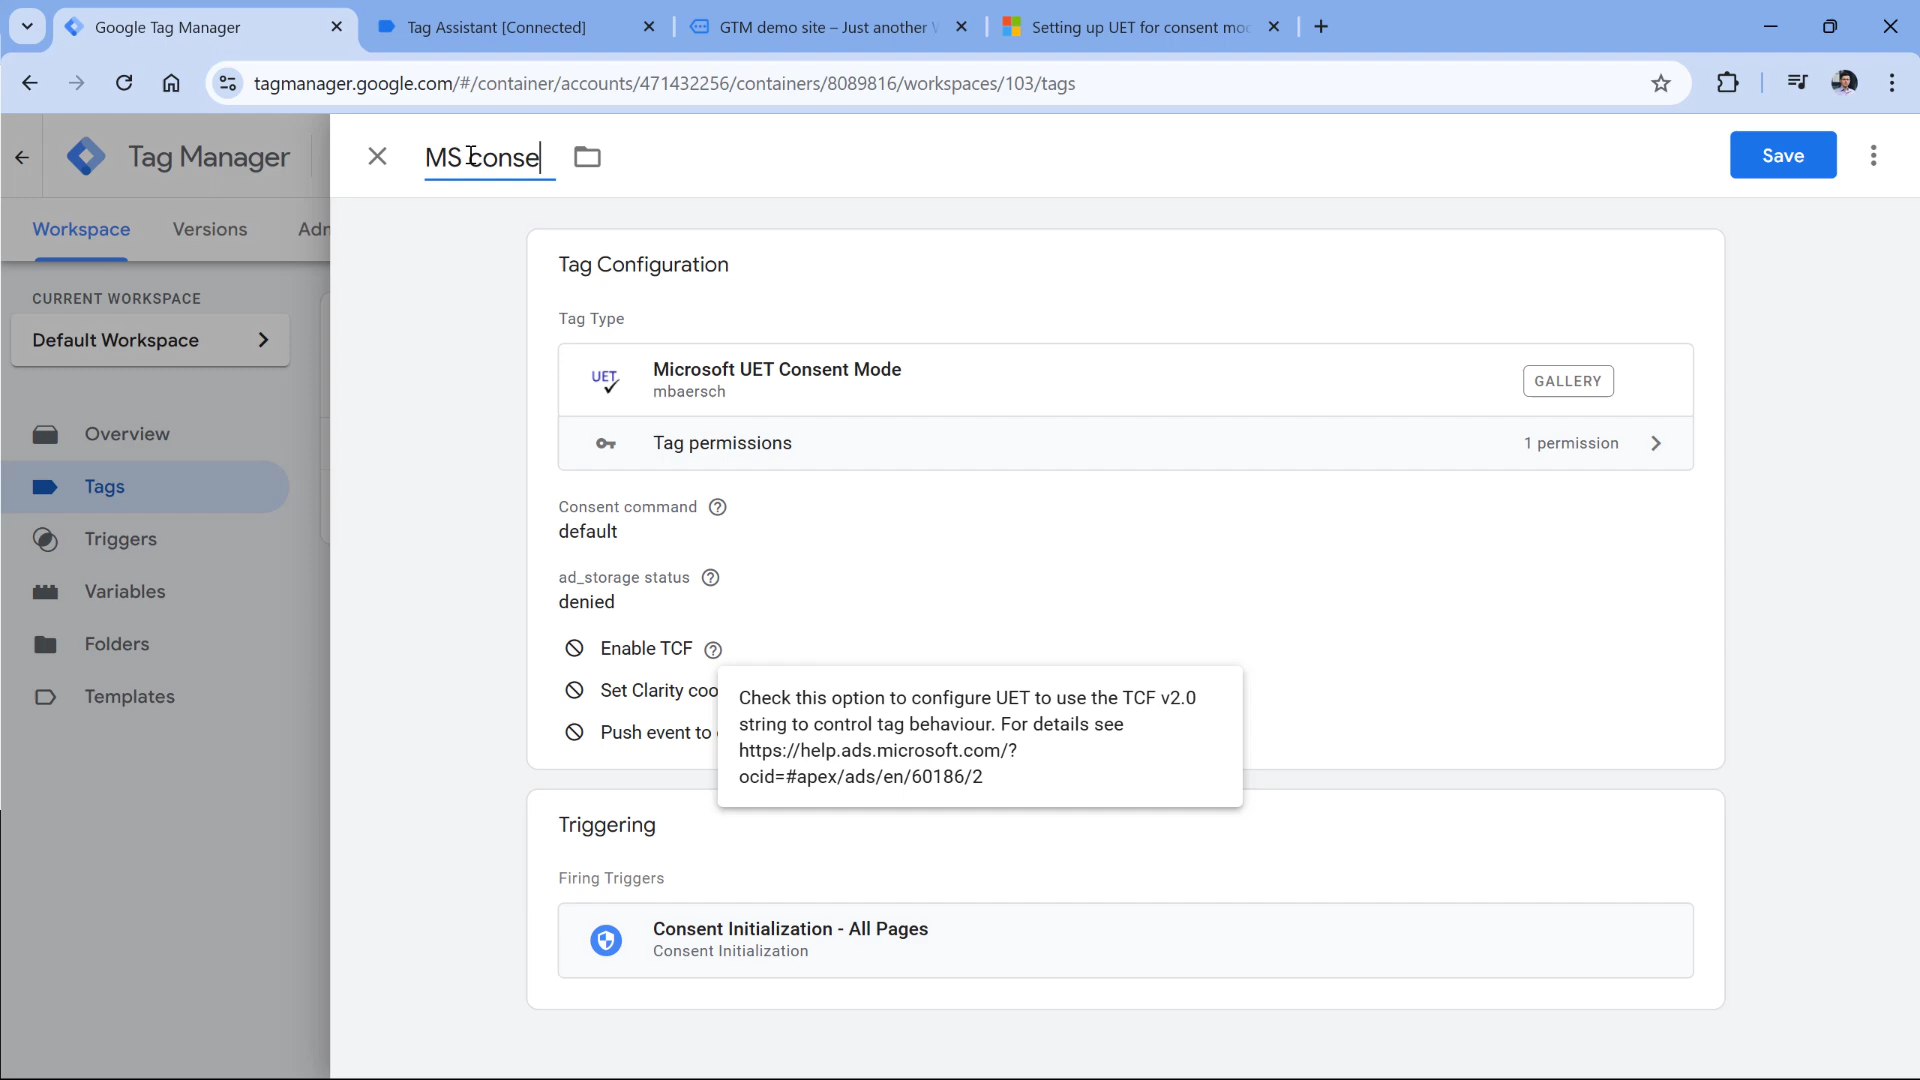 Google Tag Manager
Tag Assistant [Connected]
GTM demo site – Just another
Setting up UET for consent mo
tagmanager.google.com/#/container/accounts/471432256/containers/8089816/workspaces/103/tags
Tag Manager
MS conse
Save
Workspace
Versions
Adm
CURRENT WORKSPACE
Default Workspace
Overview
Tags
Triggers
Variables
Folders
Templates
Tag Configuration
Tag Type
UET
Microsoft UET Consent Mode
mbaersch
GALLERY
Tag permissions
1 permission
Consent command
default
ad_storage status
denied
Enable TCF
Set Clarity coo
Push event to
Check this option to configure UET to use the TCF v2.0
string to control tag behaviour. For details see
https://help.ads.microsoft.com/?
ocid=#apex/ads/en/60186/2
Triggering
Firing Triggers
Consent Initialization - All Pages
Consent Initialization